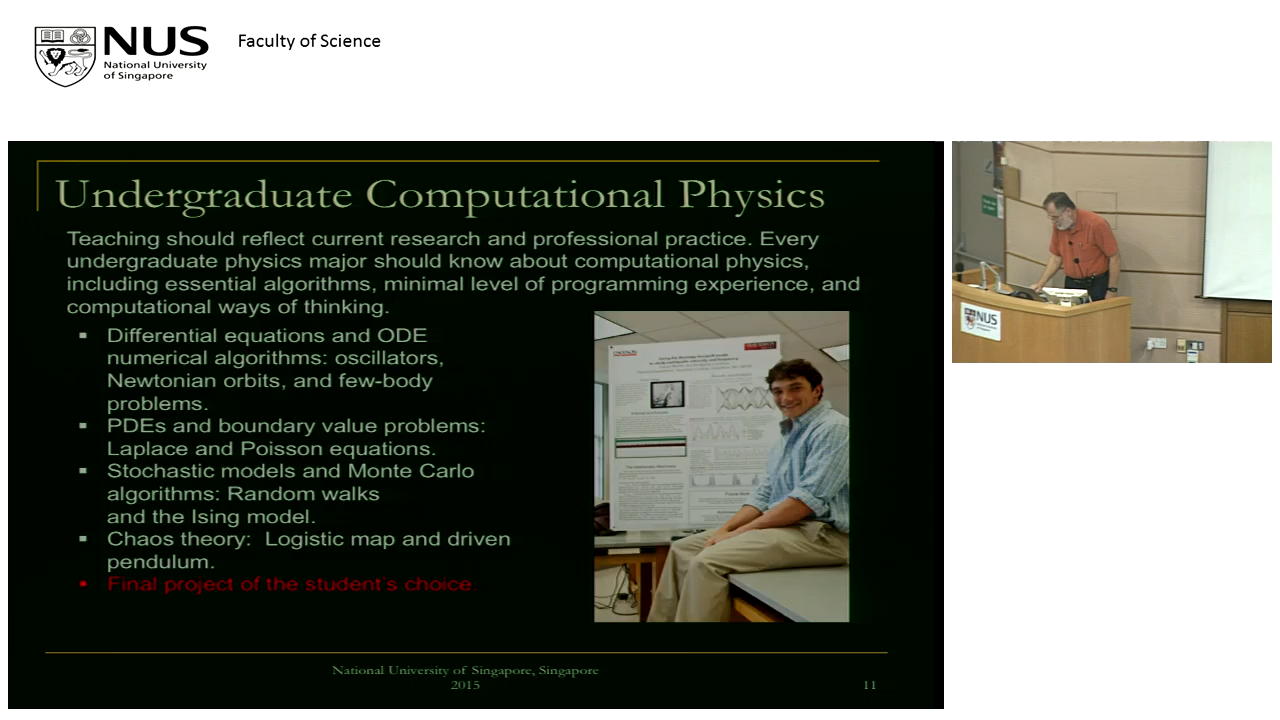 NUS
National University
of Singapore
Faculty of Science
Undergraduate Computational Physics
Teaching should reflect current research and professional practice. Every
undergraduate physics major should know about computational physics,
including essential algorithms, minimal level of programming experience, and
computational ways of thinking.
▪ Differential equations and ODE
numerical algorithms: oscillators,
Newtonian orbits, and few-body
problems.
▪ PDEs and boundary value problems:
Laplace and Poisson equations.
▪ Stochastic models and Monte Carlo
algorithms: Random walks
and the Ising model.
▪ Chaos theory: Logistic map and driven
pendulum.
• Final project of the student's choice.
National University of Singapore, Singapore
2015
11
NUS